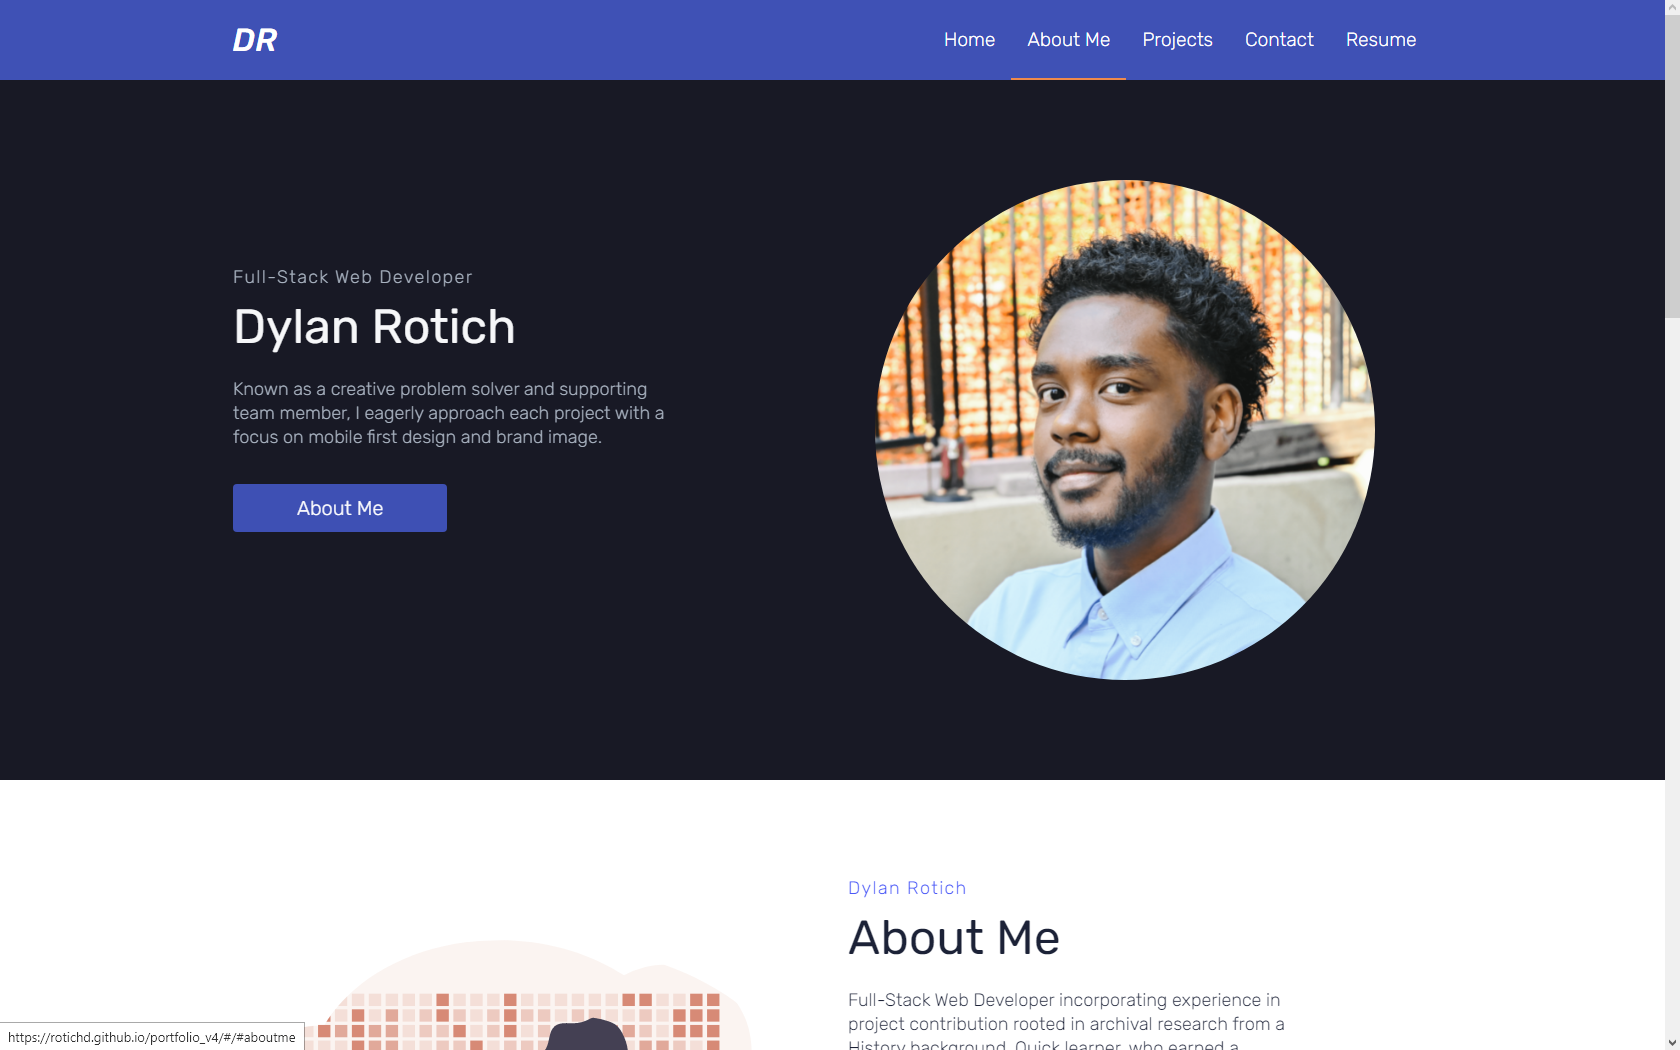 DR
Home
About Me
Projects
Contact
Resume
Full-Stack Web Developer
Dylan Rotich
Known as a creative problem solver and supporting
team member, I eagerly approach each project with a
focus on mobile first design and brand image.
About Me
Dylan Rotich
About Me
Full-Stack Web Developer incorporating experience in
project contribution rooted in archival research from a
History background. Quick learner, who earned a
https://rotichd.github.io/portfolio_v4/#/#aboutme